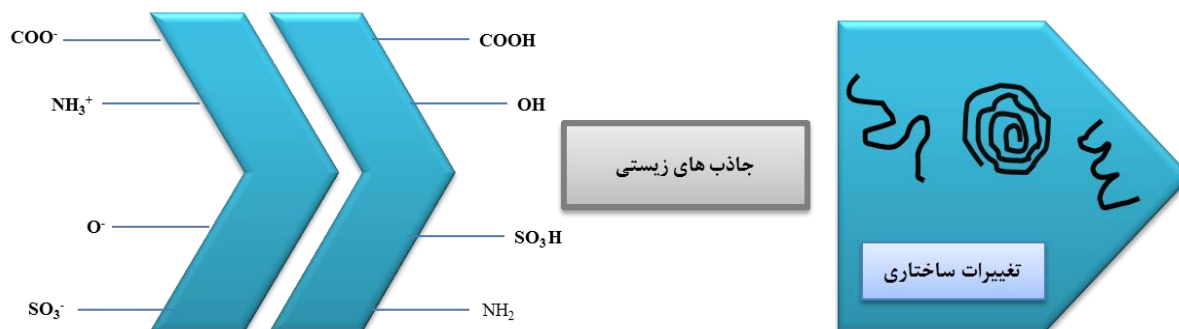 COO⁻
NH₃⁺
O⁻
SO₃⁻
COOH
OH
SO₃H
NH₂
جاذب های زیستی
تغییرات ساختاری